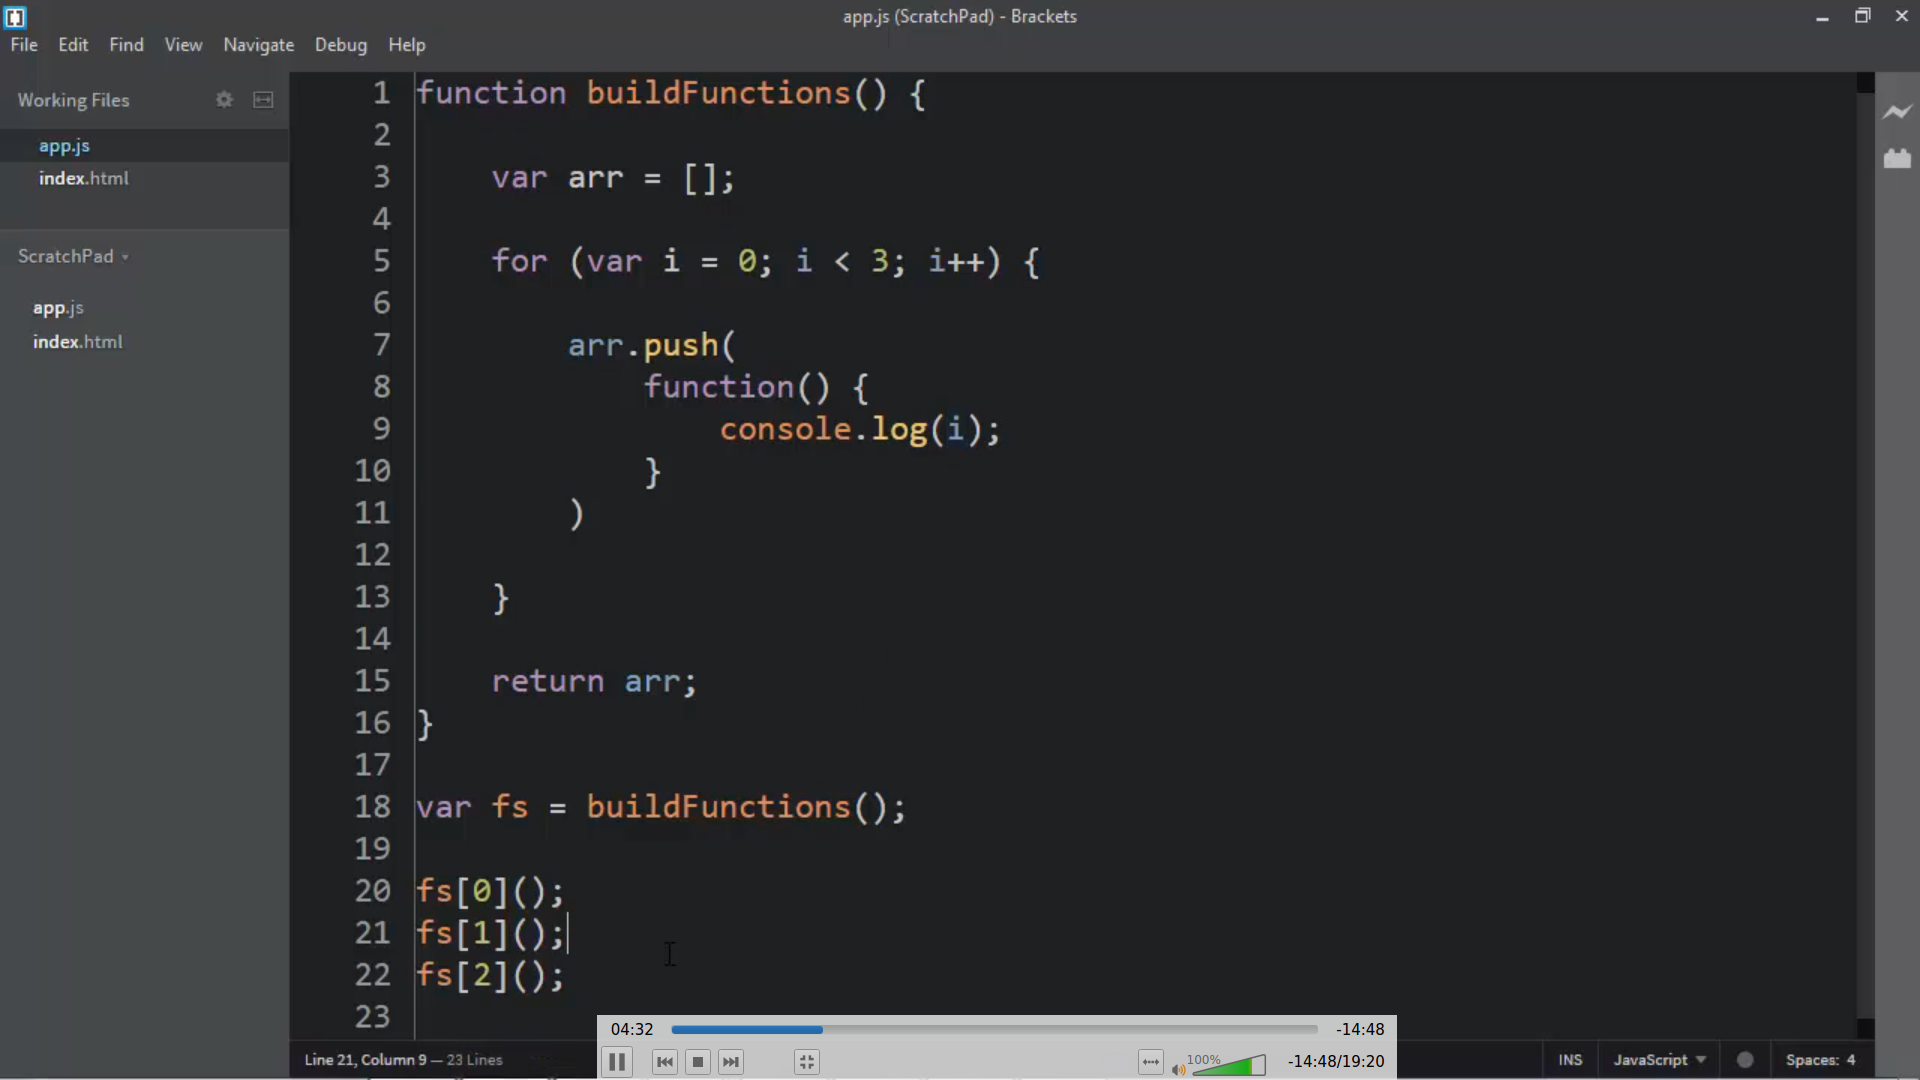 app.js (ScratchPad) - Brackets
File Edit Find View Navigate Debug Help
Working Files
app.js
index.html
ScratchPad
app.js
index.html
1 function buildFunctions() {
2
3 var arr = [];
4
5 for (var i = 0; i < 3; i++) {
6
7 arr.push(
8 function() {
9 console.log(i);
10 }
11 )
12
13 }
14
15 return arr;
16 }
17
18 var fs = buildFunctions();
19
20 fs[0]();
21 fs[1]();
22 fs[2]();
23
04:32 -14:48
Line 21, Column 9 — 23 Lines
100% -14:48/19:20
INS JavaScript Spaces: 4